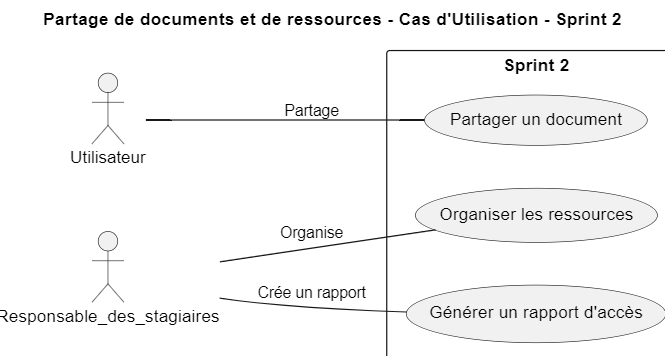 Partage de documents et de ressources - Cas d'Utilisation - Sprint 2
Sprint 2
Partage
Partager un document
Utilisateur
Organiser les ressources
Organise
Crée un rapport
Générer un rapport d'accès
Responsable_des_stagiaires